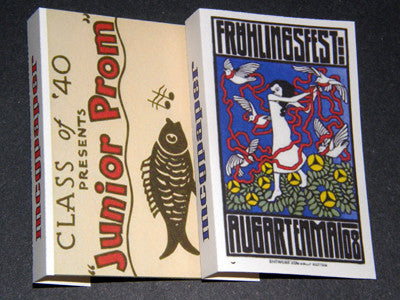 CLASS of '40
PRESENTS
"Junior Prom"
FRÜHLINGSFEST
AUGARTEN MAI 08